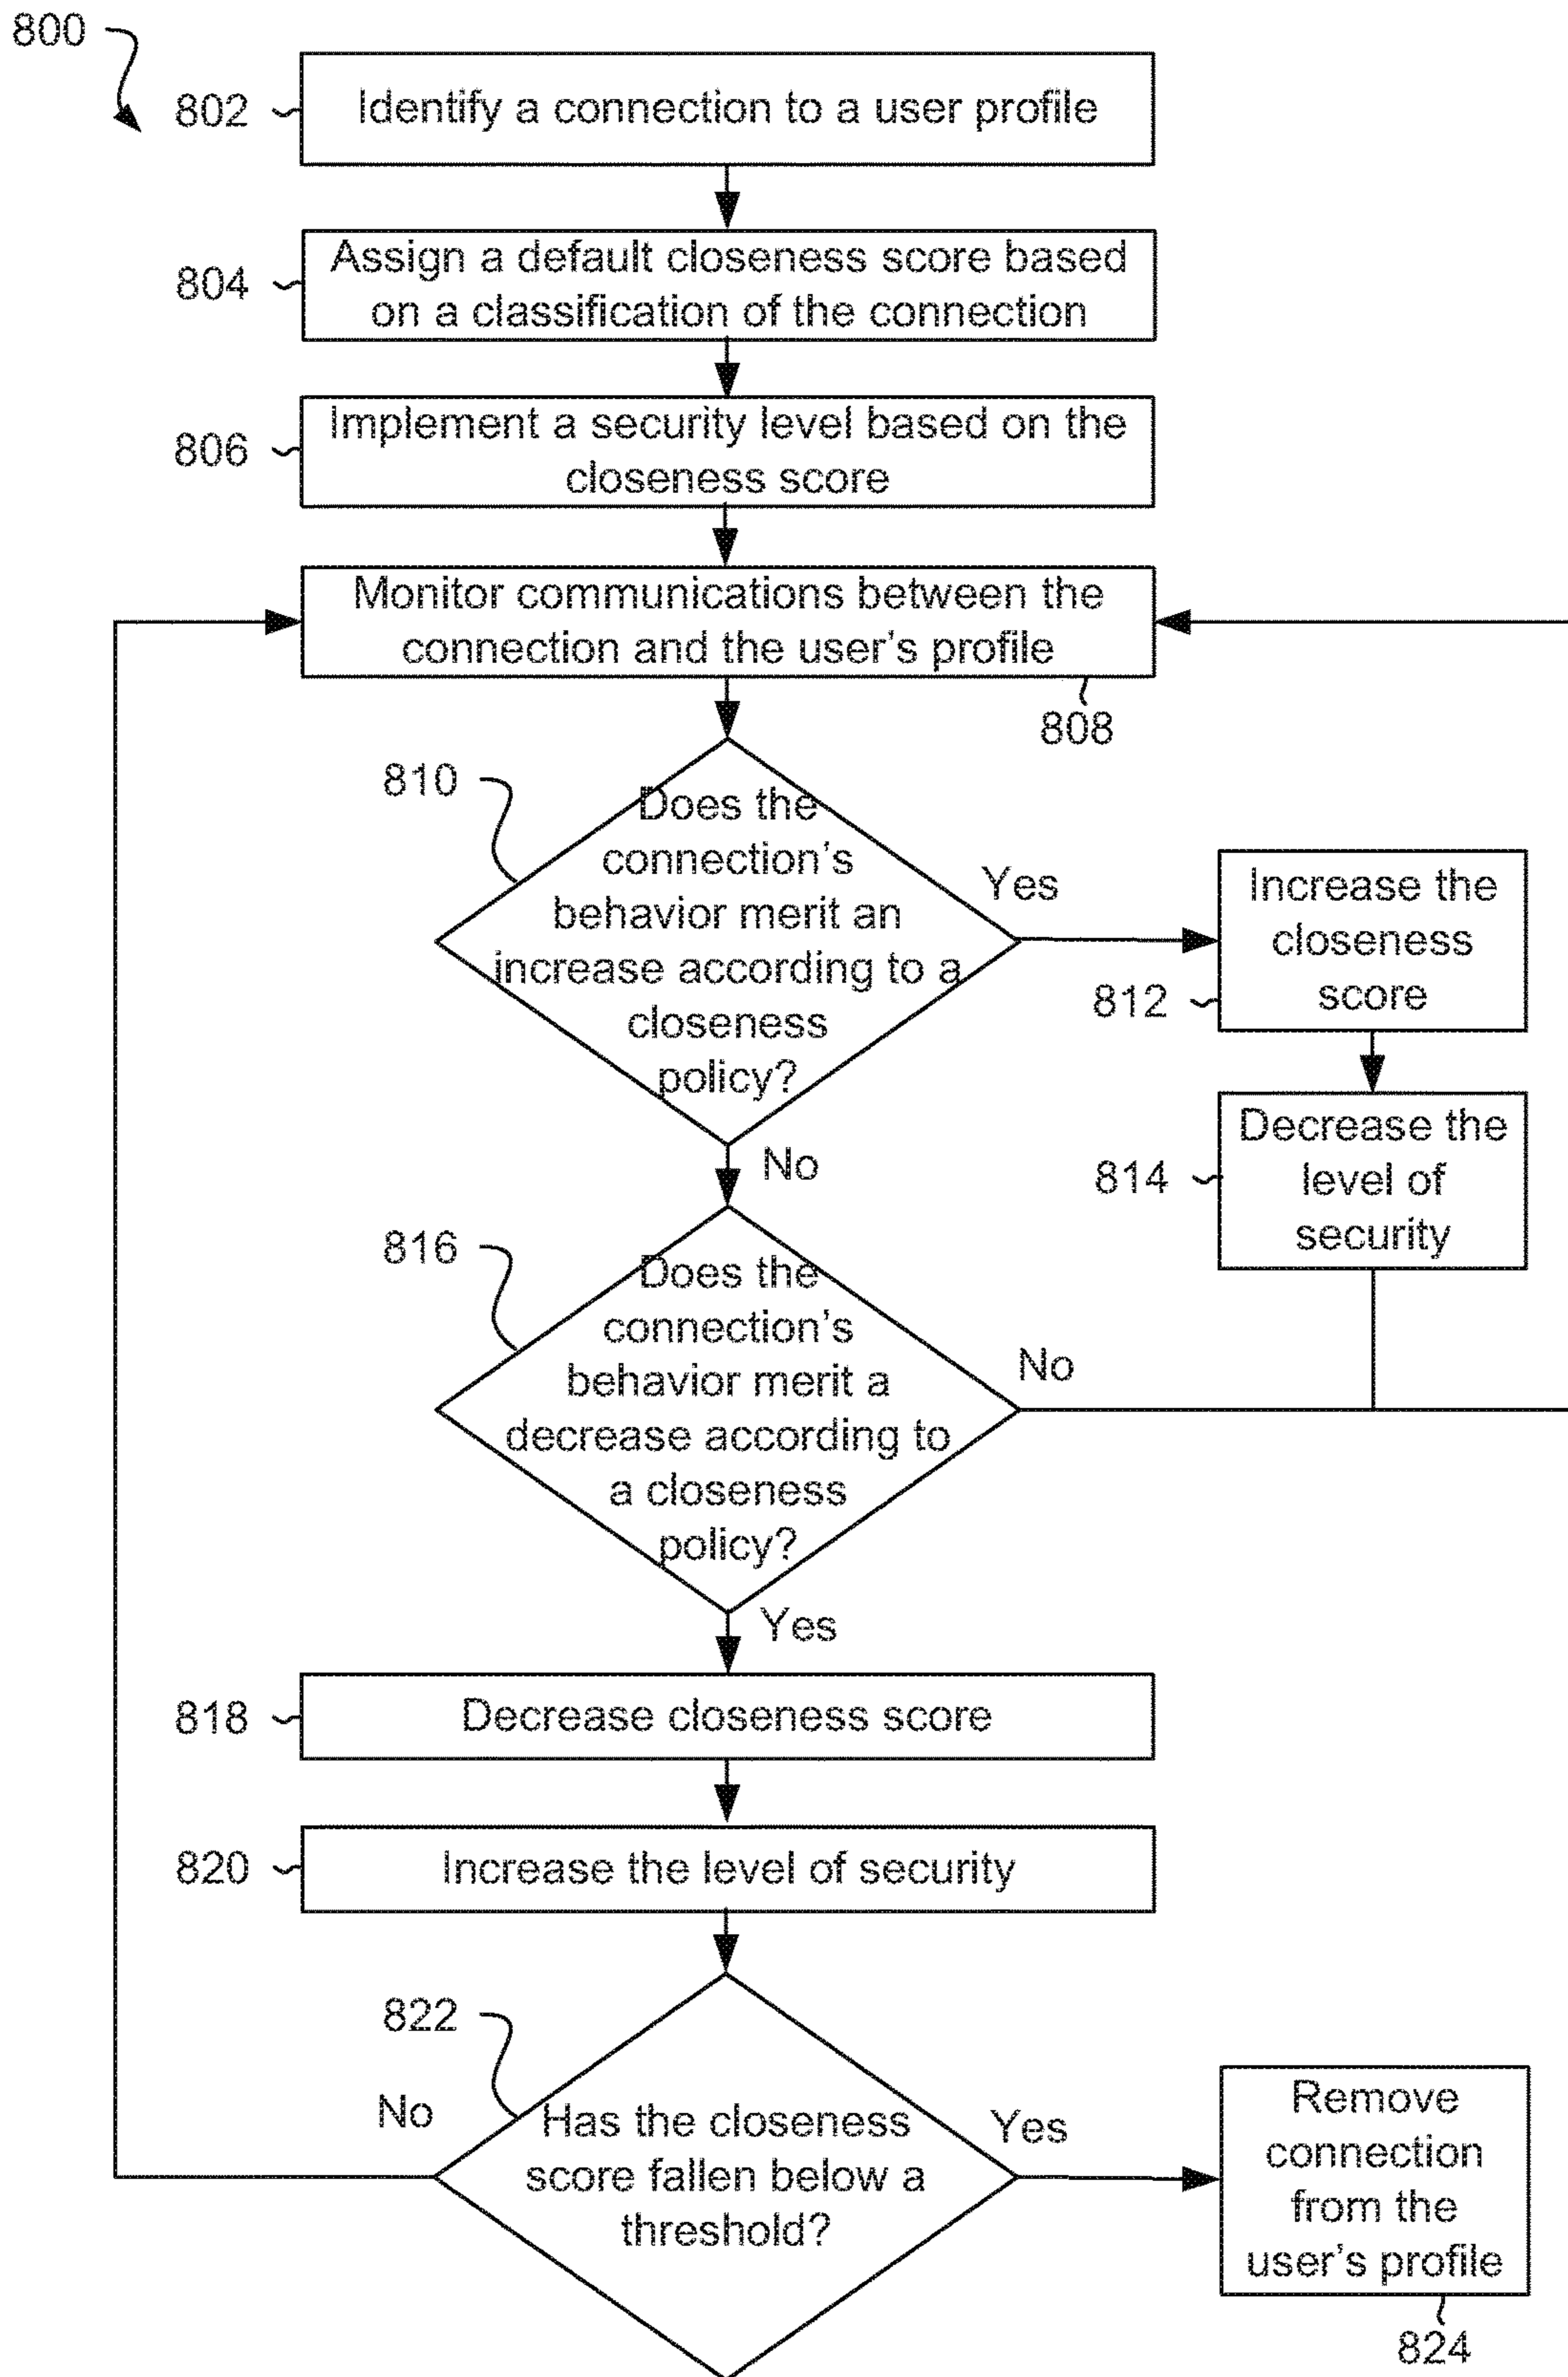 800
802
Identify a connection to a user profile
804
Assign a default closeness score based
on a classification of the connection
806
Implement a security level based on the
closeness score
Monitor communications between the
connection and the user's profile
808
810
Does the
connection's
behavior merit an
increase according to a
closeness
policy?
Yes
Increase the
closeness
score
812
No
Decrease the
level of
security
814
816
Does the
connection's
behavior merit a
decrease according to
a closeness
policy?
No
Yes
818
Decrease closeness score
820
Increase the level of security
822
No
Has the closeness
score fallen below a
threshold?
Yes
Remove
connection
from the
user's profile
824